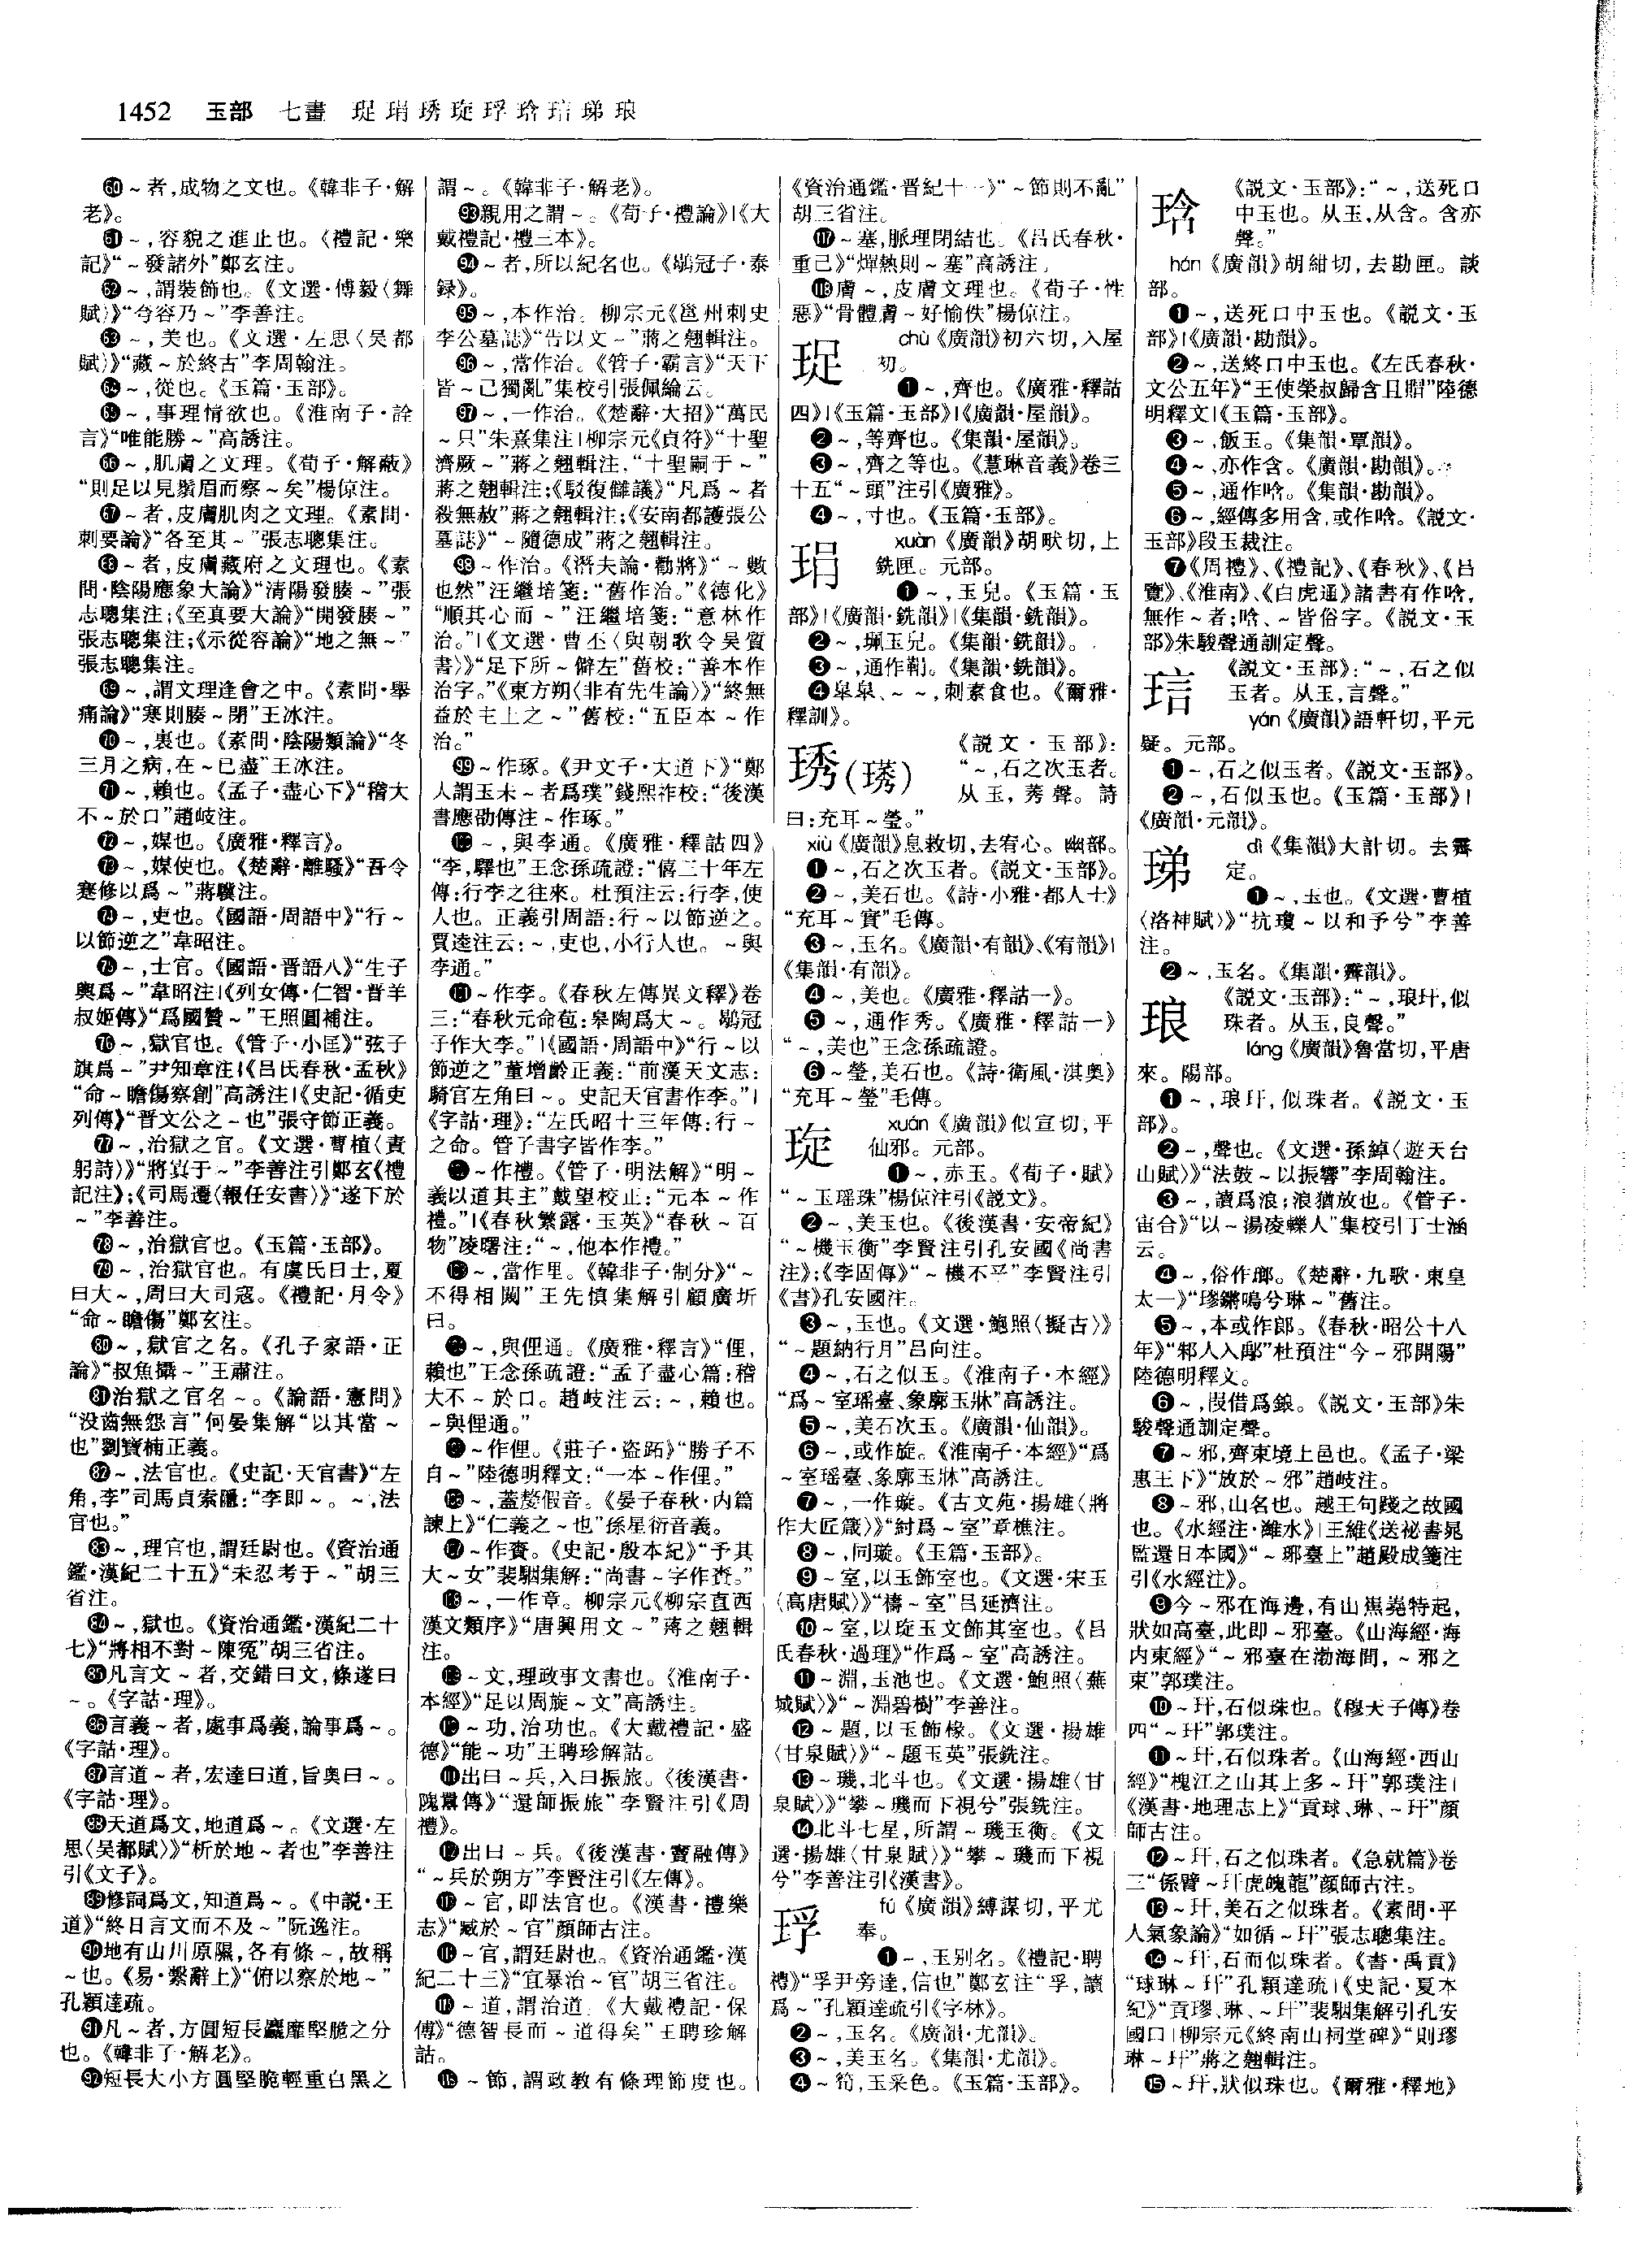 1452 玉部 七畫 珿琄琇琁琈琀琂珶琅
60～者,成物之文也。《韓非子·解
老》。
61～,容貌之進止也。《禮記·樂
記》“～發諸外”鄭玄注。
62～,謂裝飾也。《文選·傅毅〈舞
賦〉》“夸容乃～”李善注。
63～,美也。《文選·左思〈吴都
賦〉》“藏～於終古”李周翰注。
64～,從也。《玉篇·玉部》。
65～,事理情欲也。《淮南子·詮
言》“唯能勝～”高誘注。
66～,肌膚之文理。《荀子·解蔽》
“則足以見鬚眉而察～矣”楊倞注。
67～者,皮膚肌肉之文理。《素問·
刺要論》“各至其～”張志聰集注。
68～者,皮膚藏府之文理也。《素
問·陰陽應象大論》“清陽發腠～”張
志聰集注;《至真要大論》“開發腠～”
張志聰集注;《示從容論》“地之無～”
張志聰集注。
69～,謂文理逢會之中。《素問·舉
痛論》“寒則腠～閉”王冰注。
70～,裏也。《素問·陰陽類論》“冬
三月之病,在～已盡”王冰注。
71～,賴也。《孟子·盡心下》“稽大
不～於口”趙岐注。
72～,媒也。《廣雅·釋言》。
73～,媒使也。《楚辭·離騷》“吾令
蹇修以爲～”蔣驥注。
74～,吏也。《國語·周語中》“行～
以節逆之”韋昭注。
75～,士官。《國語·晋語八》“生子
輿爲～”韋昭注|《列女傳·仁智·晋羊
叔姬傳》“爲國贊～”王照圓補注。
76～,獄官也。《管子·小匡》“弦子
旗爲～”尹知章注|《吕氏春秋·孟秋》
“命～瞻傷察創”高誘注|《史記·循吏
列傳》“晋文公之～也”張守節正義。
77～,治獄之官。《文選·曹植〈責
躬詩〉》“將寘于～”李善注引鄭玄《禮
記注》;《司馬遷〈報任安書〉》“遂下於
～”李善注。
78～,治獄官也。《玉篇·玉部》。
79～,治獄官也。有虞氏曰士,夏
曰大～,周曰大司寇。《禮記·月令》
“命～瞻傷”鄭玄注。
80～,獄官之名。《孔子家語·正
論》“叔魚攝～”王肅注。
81治獄之官名～。《論語·憲問》
“没齒無怨言”何晏集解“以其當～
也”劉寶楠正義。
82～,法官也。《史記·天官書》“左
角,李”司馬貞索隱:“李即～。～,法
官也。”
83～,理官也,謂廷尉也。《資治通
鑑·漢紀二十五》“未忍考于～”胡三
省注。
84～,獄也。《資治通鑑·漢紀二十
七》“將相不對～陳冤”胡三省注。
85凡言文～者,交錯曰文,條遂曰
～。《字詁·理》。
86言義～者,處事爲義,論事爲～。
《字詁·理》。
87言道～者,宏達曰道,旨奥曰～。
《字詁·理》。
88天道爲文,地道爲～。《文選·左
思〈吴都賦〉》“析於地～者也”李善注
引《文子》。
89修詞爲文,知道爲～。《中説·王
道》“終日言文而不及～”阮逸注。
90地有山川原隰,各有條～,故稱
～也。《易·繫辭上》“俯以察於地～”
孔穎達疏。
91凡～者,方圓短長麤靡堅脆之分
也。《韓非子·解老》。
92短長大小方圓堅脆輕重白黑之
謂～。《韓非子·解老》。
93親用之謂～。《荀子·禮論》|《大
戴禮記·禮三本》。
94～者,所以紀名也。《鶡冠子·泰
録》。
95～,本作治。柳宗元《邕州刺史
李公墓誌》“告以文～”蔣之翹輯注。
96～,當作治。《管子·霸言》“天下
皆～己獨亂”集校引張佩綸云。
97～,一作治。《楚辭·大招》“萬民
～只”朱熹集注|柳宗元《貞符》“十聖
濟厥～”蔣之翹輯注,“十聖嗣于～”
蔣之翹輯注;《駁復讎議》“凡爲～者
殺無赦”蔣之翹輯注;《安南都護張公
墓誌》“～隨德成”蔣之翹輯注。
98～作治。《潛夫論·勸將》“～數
也然”汪繼培箋:“舊作治。”《德化》
“順其心而～”汪繼培箋:“意林作
治。”|《文選·曹丕〈與朝歌令吴質
書〉》“足下所～僻左”舊校:“善本作
治字。”《東方朔〈非有先生論〉》“終無
益於主上之～”舊校:“五臣本～作
治。”
99～作琢。《尹文子·大道下》“鄭
人謂玉未～者爲璞”錢熙祚校:“後漢
書應劭傳注～作琢。”
100～,與李通。《廣雅·釋詁四》
“李,驛也”王念孫疏證:“僖三十年左
傳:行李之往來。杜預注云:行李,使
人也。正義引周語:行～以節逆之。
賈逵注云:～,吏也,小行人也。～與
李通。”
101～作李。《春秋左傳異文釋》卷
三:“春秋元命苞:皋陶爲大～。鶡冠
子作大李。”|《國語·周語中》“行～以
節逆之”董增齡正義:“前漢天文志:
騎官左角曰～。史記天官書作李。”|
《字詁·理》:“左氏昭十三年傳:行～
之命。管子書字皆作李。”
102～作禮。《管子·明法解》“明～
義以道其主”戴望校正:“元本～作
禮。”|《春秋繁露·玉英》“春秋～百
物”凌曙注:“～,他本作禮。”
103～,當作里。《韓非子·制分》“～
不得相闚”王先慎集解引顧廣圻
曰。
104～,與俚通。《廣雅·釋言》“俚,
賴也”王念孫疏證:“孟子盡心篇:稽
大不～於口。趙岐注云:～,賴也。
～與俚通。”
105～作俚。《莊子·盗跖》“勝子不
自～”陸德明釋文:“一本～作俚。”
106～,蓋嫠假音。《晏子春秋·内篇
諫上》“仁義之～也”孫星衍音義。
107～作賚。《史記·殷本紀》“予其
大～女”裴駰集解:“尚書～字作賚。”
108～,一作章。柳宗元《柳宗直西
漢文類序》“唐興用文～”蔣之翹輯
注。
109～文,理政事文書也。《淮南子·
本經》“足以周旋～文”高誘注。
110～功,治功也。《大戴禮記·盛
德》“能～功”王聘珍解詁。
111出曰～兵,入曰振旅。《後漢書·
隗囂傳》“還師振旅”李賢注引《周
禮》。
112出曰～兵。《後漢書·竇融傳》
“～兵於朔方”李賢注引《左傳》。
113～官,即法官也。《漢書·禮樂
志》“臧於～官”顔師古注。
114～官,謂廷尉也。《資治通鑑·漢
紀二十三》“宜暴治～官”胡三省注。
115～道,謂治道。《大戴禮記·保
傅》“德智長而～道得矣”王聘珍解
詁。
116～節,謂政教有條理節度也。
《資治通鑑·晋紀十一》“～節則不亂”
胡三省注。
117～塞,脈理閉結也。《吕氏春秋·
重己》“燀熱則～塞”高誘注。
118膚～,皮膚文理也。《荀子·性
惡》“骨體膚～好愉佚”楊倞注。
珿 chù《廣韻》初六切,入屋
初。
❶～,齊也。《廣雅·釋詁
四》|《玉篇·玉部》|《廣韻·屋韻》。
❷～,等齊也。《集韻·屋韻》。
❸～,齊之等也。《慧琳音義》卷三
十五“～頭”注引《廣雅》。
❹～,寸也。《玉篇·玉部》。
琄 xuàn《廣韻》胡畎切,上
銑匣。元部。
❶～,玉皃。《玉篇·玉
部》|《廣韻·銑韻》|《集韻·銑韻》。
❷～,珮玉皃。《集韻·銑韻》。
❸～,通作鞙。《集韻·銑韻》。
❹皋皋、～～,刺素食也。《爾雅·
釋訓》。
琇(璓) 《説文·玉部》:
“～,石之次玉者。
从玉,莠聲。詩
曰:充耳～瑩。”
xiù《廣韻》息救切,去宥心。幽部。
❶～,石之次玉者。《説文·玉部》。
❷～,美石也。《詩·小雅·都人士》
“充耳～實”毛傳。
❸～,玉名。《廣韻·有韻》、《宥韻》|
《集韻·有韻》。
❹～,美也。《廣雅·釋詁一》。
❺～,通作秀。《廣雅·釋詁一》
“～,美也”王念孫疏證。
❻～瑩,美石也。《詩·衛風·淇奥》
“充耳～瑩”毛傳。
琁 xuán《廣韻》似宣切,平
仙邪。元部。
❶～,赤玉。《荀子·賦》
“～玉瑶珠”楊倞注引《説文》。
❷～,美玉也。《後漢書·安帝紀》
“～機玉衡”李賢注引孔安國《尚書
注》;《李固傳》“～機不平”李賢注引
《書》孔安國注。
❸～,玉也。《文選·鮑照〈擬古〉》
“～題納行月”吕向注。
❹～,石之似玉。《淮南子·本經》
“爲～室瑶臺、象廓玉牀”高誘注。
❺～,美石次玉。《廣韻·仙韻》。
❻～,或作旋。《淮南子·本經》“爲
～室瑶臺、象廓玉牀”高誘注。
❼～,一作璇。《古文苑·揚雄〈將
作大匠箴〉》“紂爲～室”章樵注。
❽～,同璇。《玉篇·玉部》。
❾～室,以玉飾室也。《文選·宋玉
〈高唐賦〉》“禱～室”吕延濟注。
❿～室,以琁玉文飾其室也。《吕
氏春秋·過理》“作爲～室”高誘注。
⓫～淵,玉池也。《文選·鮑照〈蕪
城賦〉》“～淵碧樹”李善注。
⓬～題,以玉飾椽。《文選·揚雄
〈甘泉賦〉》“～題玉英”張銑注。
⓭～璣,北斗也。《文選·揚雄〈甘
泉賦〉》“攀～璣而下視兮”張銑注。
⓮北斗七星,所謂～璣玉衡。《文
選·揚雄〈甘泉賦〉》“攀～璣而下視
兮”李善注引《漢書》。
琈 fú《廣韻》縛謀切,平尤
奉。
❶～,玉别名。《禮記·聘
禮》“孚尹旁達,信也”鄭玄注“孚,讀
爲～”孔穎達疏引《字林》。
❷～,玉名。《廣韻·尤韻》。
❸～,美玉名。《集韻·尤韻》。
❹～筍,玉采色。《玉篇·玉部》。
琀 《説文·玉部》:“～,送死口
中玉也。从玉,从含。含亦
聲。”
hán《廣韻》胡紺切,去勘匣。談
部。
❶～,送死口中玉也。《説文·玉
部》|《廣韻·勘韻》。
❷～,送終口中玉也。《左氏春秋·
文公五年》“王使榮叔歸含且賵”陸德
明釋文|《玉篇·玉部》。
❸～,飯玉。《集韻·覃韻》。
❹～,亦作含。《廣韻·勘韻》。
❺～,通作唅。《集韻·勘韻》。
❻～,經傳多用含,或作唅。《説文·
玉部》段玉裁注。
❼《周禮》、《禮記》、《春秋》、《吕
覽》、《淮南》、《白虎通》諸書有作唅,
無作～者;唅、～皆俗字。《説文·玉
部》朱駿聲通訓定聲。
琂 《説文·玉部》:“～,石之似
玉者。从玉,言聲。”
yán《廣韻》語軒切,平元
疑。元部。
❶～,石之似玉者。《説文·玉部》。
❷～,石似玉也。《玉篇·玉部》|
《廣韻·元韻》。
珶 dì《集韻》大計切。去霽
定。
❶～,玉也。《文選·曹植
〈洛神賦〉》“抗瓊～以和予兮”李善
注。
❷～,玉名。《集韻·霽韻》。
琅 《説文·玉部》:“～,琅玕,似
珠者。从玉,良聲。”
láng《廣韻》魯當切,平唐
來。陽部。
❶～,琅玕,似珠者。《説文·玉
部》。
❷～,聲也。《文選·孫綽〈遊天台
山賦〉》“法鼓～以振響”李周翰注。
❸～,讀爲浪;浪猶放也。《管子·
宙合》“以～湯凌轢人”集校引丁士涵
云。
❹～,俗作瑯。《楚辭·九歌·東皇
太一》“璆鏘鳴兮琳～”舊注。
❺～,本或作郎。《春秋·昭公十八
年》“邾人入鄅”杜預注“今～邪開陽”
陸德明釋文。
❻～,叚借爲鋃。《説文·玉部》朱
駿聲通訓定聲。
❼～邪,齊東境上邑也。《孟子·梁
惠王下》“放於～邪”趙岐注。
❽～邪,山名也。越王句踐之故國
也。《水經注·濰水》|王維《送祕書晁
監還日本國》“～邪臺上”趙殿成箋注
引《水經注》。
❾今～邪在海邊,有山嶣嶢特起,
狀如高臺,此即～邪臺。《山海經·海
内東經》“～邪臺在渤海間,～邪之
東”郭璞注。
❿～玕,石似珠也。《穆天子傳》卷
四“～玕”郭璞注。
⓫～玕,石似珠者。《山海經·西山
經》“槐江之山其上多～玕”郭璞注|
《漢書·地理志上》“貢球、琳、～玕”顔
師古注。
⓬～玕,石之似珠者。《急就篇》卷
三“係臂～玕虎魄龍”顔師古注。
⓭～玕,美石之似珠者。《素問·平
人氣象論》“如循～玕”張志聰集注。
⓮～玕,石而似珠者。《書·禹貢》
“球琳～玕”孔穎達疏|《史記·夏本
紀》“貢璆、琳、～玕”裴駰集解引孔安
國曰|柳宗元《終南山祠堂碑》“則璆
琳～玕”蔣之翹輯注。
⓯～玕,狀似珠也。《爾雅·釋地》